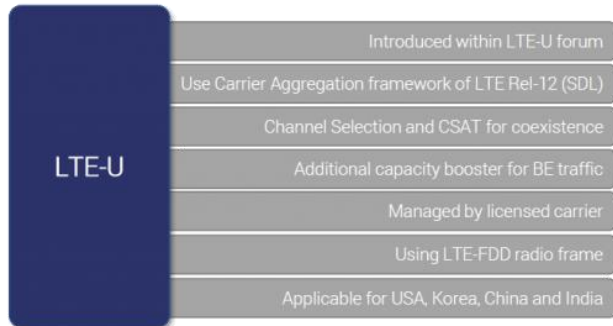 LTE-U
Introduced within LTE-U forum
Use Carrier Aggregation framework of LTE Rel-12 (SDL)
Channel Selection and CSAT for coexistence
Additional capacity booster for BE traffic
Managed by licensed carrier
Using LTE-FDD radio frame
Applicable for USA, Korea, China and India